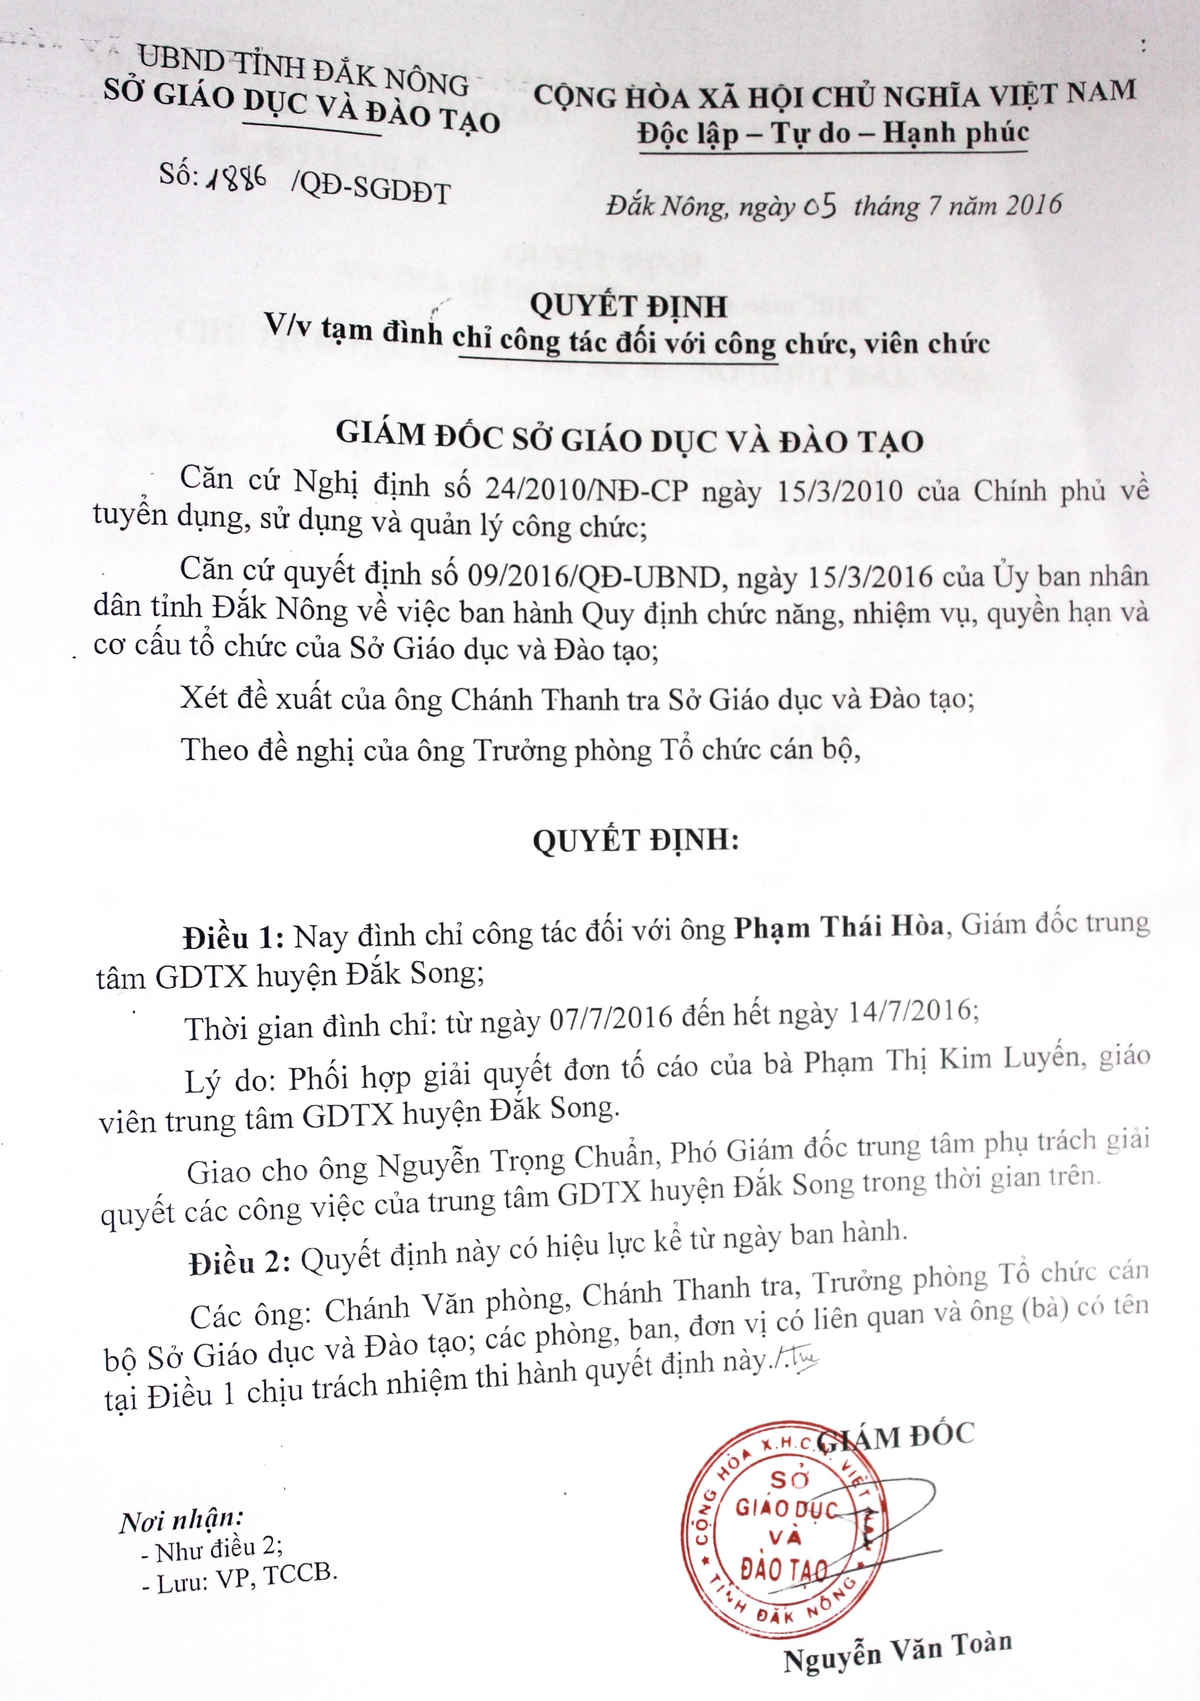 UBND TỈNH ĐẮK NÔNG
SỞ GIÁO DỤC VÀ ĐÀO TẠO
CỘNG HÒA XÃ HỘI CHỦ NGHĨA VIỆT NAM
Độc lập – Tự do – Hạnh phúc
Số: 1886 /QĐ-SGDĐT
Đắk Nông, ngày 05 tháng 7 năm 2016
QUYẾT ĐỊNH
V/v tạm đình chỉ công tác đối với công chức, viên chức
GIÁM ĐỐC SỞ GIÁO DỤC VÀ ĐÀO TẠO
Căn cứ Nghị định số 24/2010/NĐ-CP ngày 15/3/2010 của Chính phủ về
tuyển dụng, sử dụng và quản lý công chức;
Căn cứ quyết định số 09/2016/QĐ-UBND, ngày 15/3/2016 của Ủy ban nhân
dân tỉnh Đắk Nông về việc ban hành Quy định chức năng, nhiệm vụ, quyền hạn và
cơ cấu tổ chức của Sở Giáo dục và Đào tạo;
Xét đề xuất của ông Chánh Thanh tra Sở Giáo dục và Đào tạo;
Theo đề nghị của ông Trưởng phòng Tổ chức cán bộ,
QUYẾT ĐỊNH:
Điều 1: Nay đình chỉ công tác đối với ông Phạm Thái Hòa, Giám đốc trung
tâm GDTX huyện Đắk Song;
Thời gian đình chỉ: từ ngày 07/7/2016 đến hết ngày 14/7/2016;
Lý do: Phối hợp giải quyết đơn tố cáo của bà Phạm Thị Kim Luyến, giáo
viên trung tâm GDTX huyện Đắk Song.
Giao cho ông Nguyễn Trọng Chuẩn, Phó Giám đốc trung tâm phụ trách giải
quyết các công việc của trung tâm GDTX huyện Đắk Song trong thời gian trên.
Điều 2: Quyết định này có hiệu lực kể từ ngày ban hành.
Các ông: Chánh Văn phòng, Chánh Thanh tra, Trưởng phòng Tổ chức cán
bộ Sở Giáo dục và Đào tạo; các phòng, ban, đơn vị có liên quan và ông (bà) có tên
tại Điều 1 chịu trách nhiệm thi hành quyết định này./.
GIÁM ĐỐC
CỘNG HÒA X.H.C.N. VIỆT NAM
SỞ
GIÁO DỤC
VÀ
ĐÀO TẠO
TỈNH ĐẮK NÔNG
Nơi nhận:
- Như điều 2;
- Lưu: VP, TCCB.
Nguyễn Văn Toàn